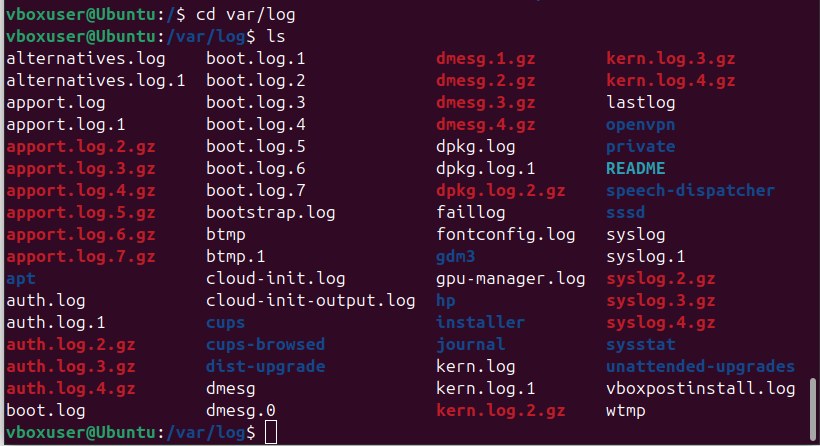 vboxuser@Ubuntu:/$ cd var/log
vboxuser@Ubuntu:/var/log$ ls
alternatives.log boot.log.1 dmesg.1.gz kern.log.3.gz
alternatives.log.1 boot.log.2 dmesg.2.gz kern.log.4.gz
apport.log boot.log.3 dmesg.3.gz lastlog
apport.log.1 boot.log.4 dmesg.4.gz openvpn
apport.log.2.gz boot.log.5 dpkg.log private
apport.log.3.gz boot.log.6 dpkg.log.1 README
apport.log.4.gz boot.log.7 dpkg.log.2.gz speech-dispatcher
apport.log.5.gz bootstrap.log faillog sssd
apport.log.6.gz btmp fontconfig.log syslog
apport.log.7.gz btmp.1 gdm3 syslog.1
apt cloud-init.log gpu-manager.log syslog.2.gz
auth.log cloud-init-output.log hp syslog.3.gz
auth.log.1 cups installer syslog.4.gz
auth.log.2.gz cups-browsed journal sysstat
auth.log.3.gz dist-upgrade kern.log unattended-upgrades
auth.log.4.gz dmesg kern.log.1 vboxpostinstall.log
boot.log dmesg.0 kern.log.2.gz wtmp
vboxuser@Ubuntu:/var/log$